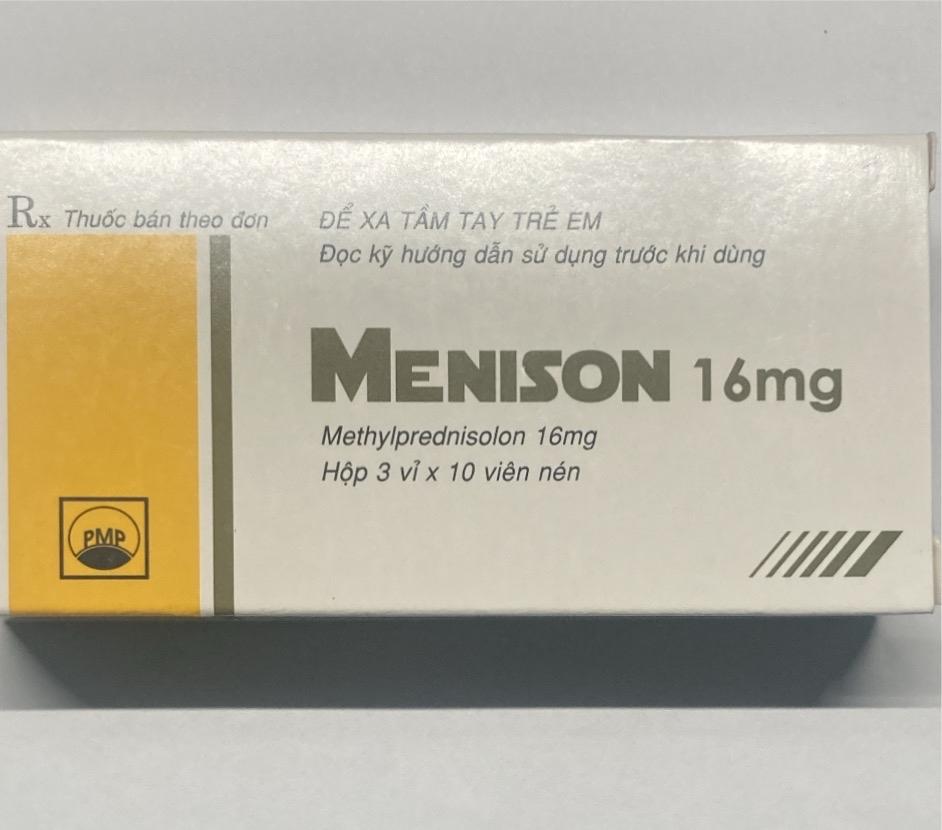 Rx Thuốc bán theo đơn
ĐỂ XA TẦM TAY TRẺ EM
Đọc kỹ hướng dẫn sử dụng trước khi dùng
MENISON 16mg
Methylprednisolon 16mg
Hộp 3 vỉ x 10 viên nén
PMP